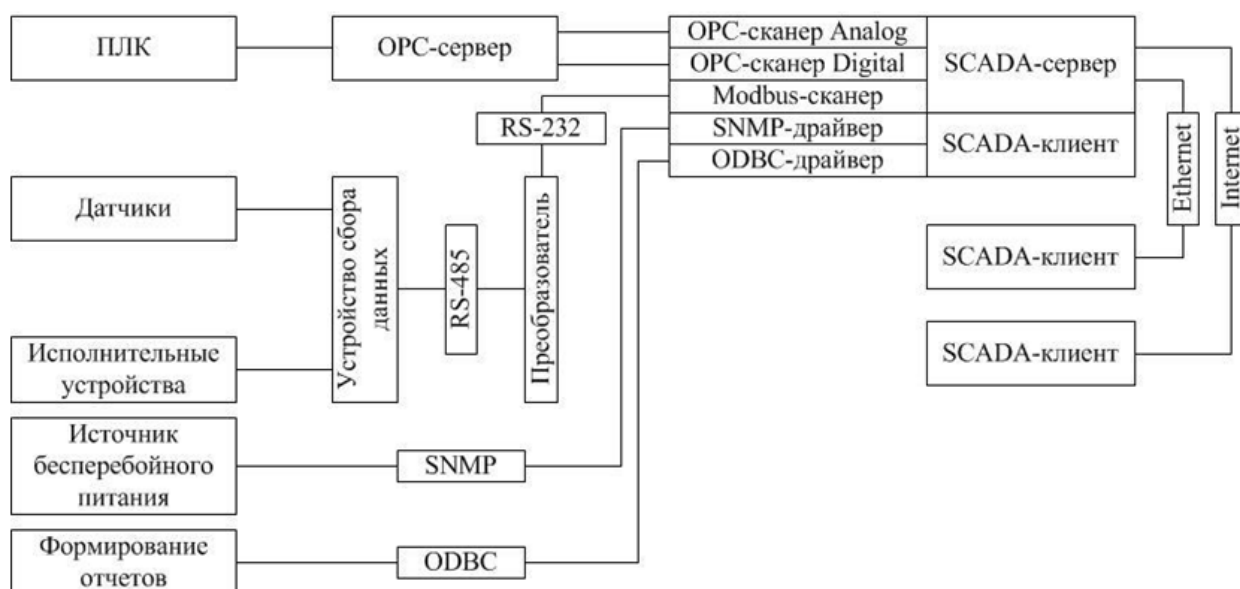 ПЛК
OPC-сервер
OPC-сканер Analog
OPC-сканер Digital
Modbus-сканер
SNMP-драйвер
ODBC-драйвер
SCADA-сервер
SCADA-клиент
RS-232
Ethernet
Internet
Датчики
Устройство сбора
данных
RS-485
Преобразователь
SCADA-клиент
SCADA-клиент
Исполнительные
устройства
Источник
бесперебойного
питания
SNMP
Формирование
отчетов
ODBC